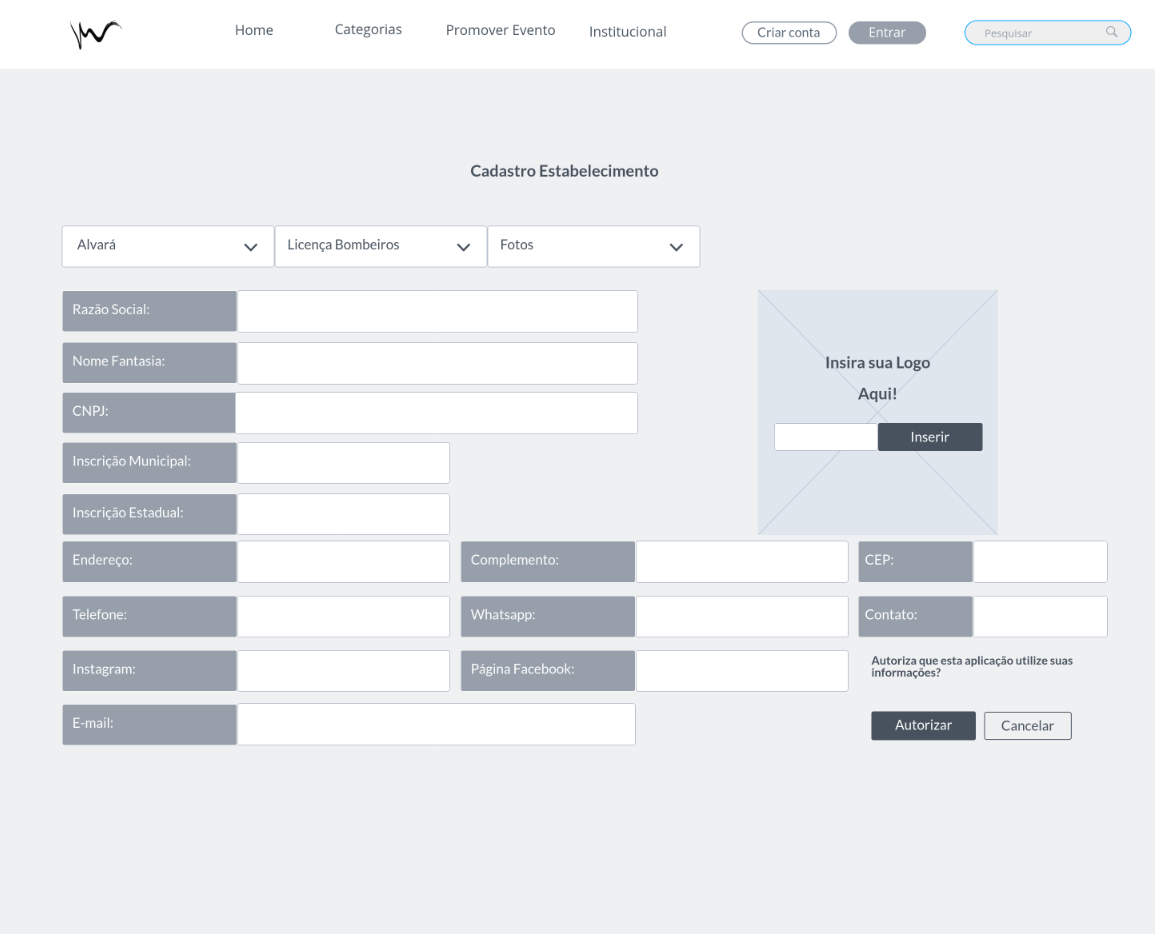 Home
Categorias
Promover Evento
Institucional
Criar conta
Entrar
Pesquisar
Cadastro Estabelecimento
Alvará
Licença Bombeiros
Fotos
Razão Social:
Nome Fantasia:
CNPJ:
Inscrição Municipal:
Inscrição Estadual:
Insira sua Logo
Aqui!
Inserir
Endereço:
Complemento:
CEP:
Telefone:
Whatsapp:
Contato:
Instagram:
Página Facebook:
Autoriza que esta aplicação utilize suas
informações?
E-mail:
Autorizar
Cancelar